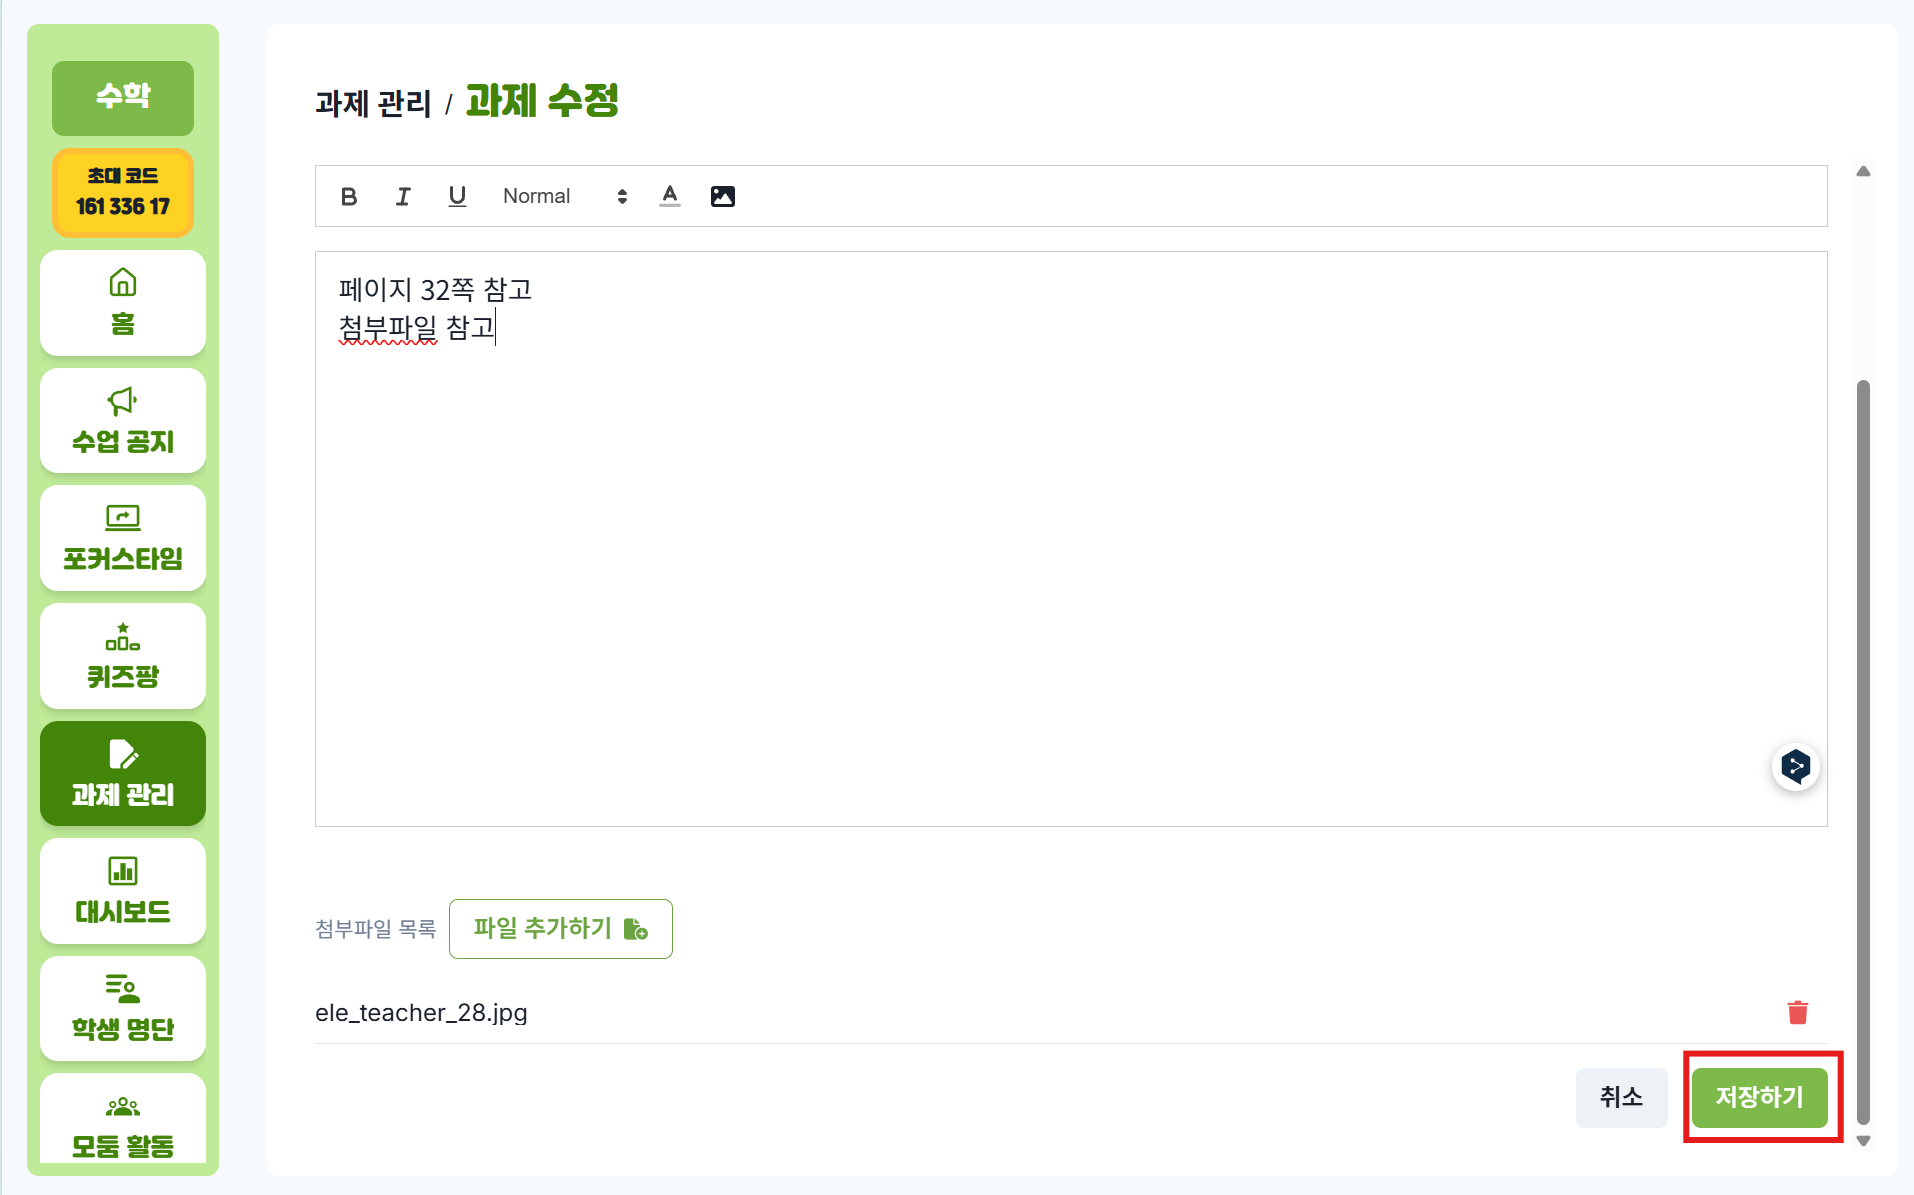 수학
초대 코드
161 336 17
홈
수업 공지
포커스타임
퀴즈팡
과제 관리
대시보드
학생 명단
모둠 활동
과제 관리 / 과제 수정
B I U Normal A
페이지 32쪽 참고
첨부파일 참고
첨부파일 목록 파일 추가하기
ele_teacher_28.jpg
취소 저장하기